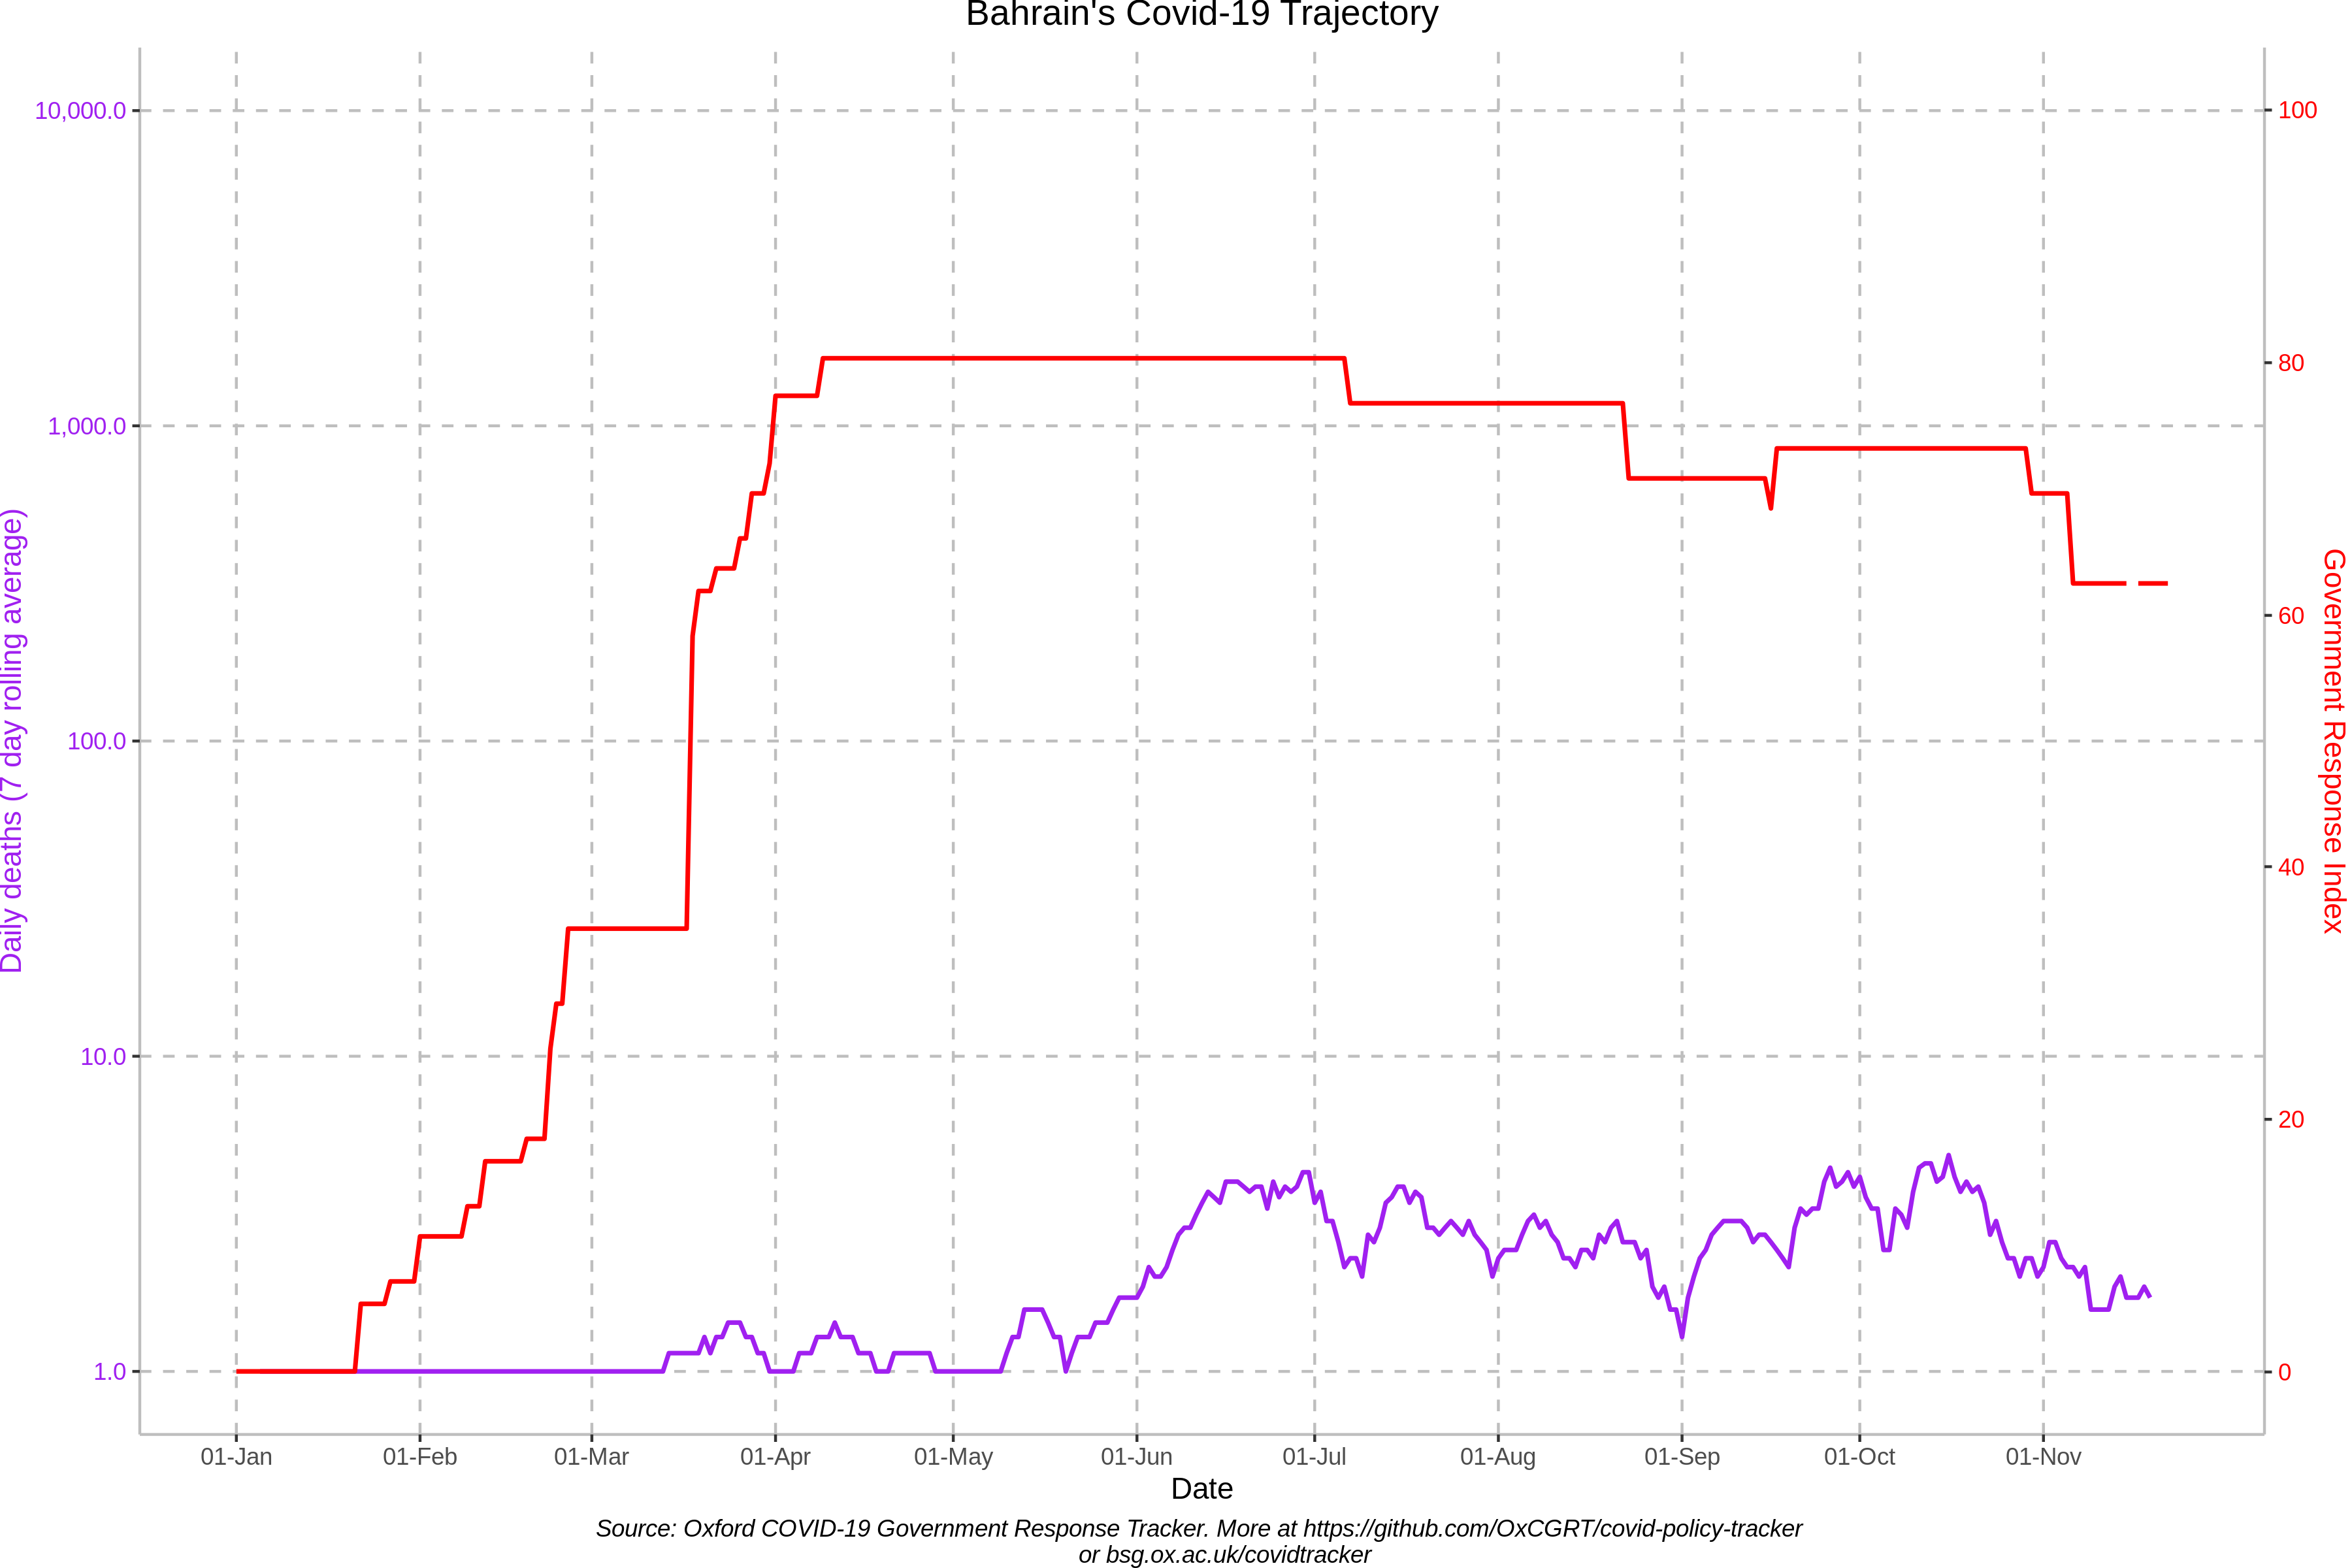 Bahrain's Covid-19 Trajectory
10,000.0
1,000.0
100.0
10.0
1.0
Daily deaths (7 day rolling average)
100
80
60
40
20
0
Government Response Index
01-Jan 01-Feb 01-Mar 01-Apr 01-May 01-Jun 01-Jul 01-Aug 01-Sep 01-Oct 01-Nov
Date
Source: Oxford COVID-19 Government Response Tracker. More at https://github.com/OxCGRT/covid-policy-tracker
or bsg.ox.ac.uk/covidtracker